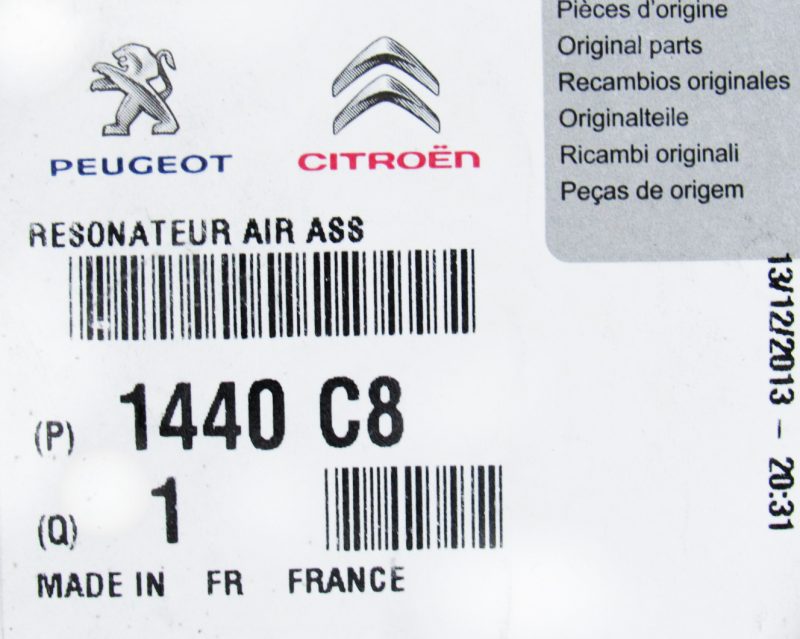 Pièces d'origine
Original parts
Recambios originales
Originalteile
Ricambi originali
Peças de origem
PEUGEOT
CITROËN
RESONATEUR AIR ASS
(P) 1440 C8
(Q) 1
MADE IN FR FRANCE
13/12/2013 - 20:31